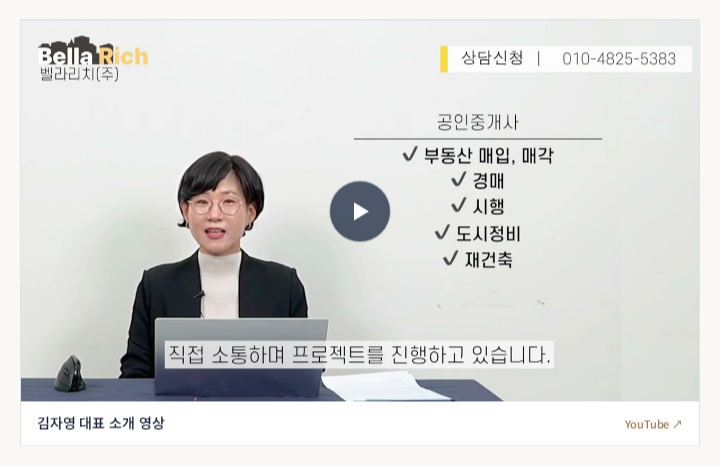 Bella Rich
벨라리치(주)
상담신청 | 010-4825-5383
공인중개사
✓ 부동산 매입, 매각
✓ 경매
✓ 시행
✓ 도시정비
✓ 재건축
직접 소통하며 프로젝트를 진행하고 있습니다.
김자영 대표 소개 영상
YouTube ↗